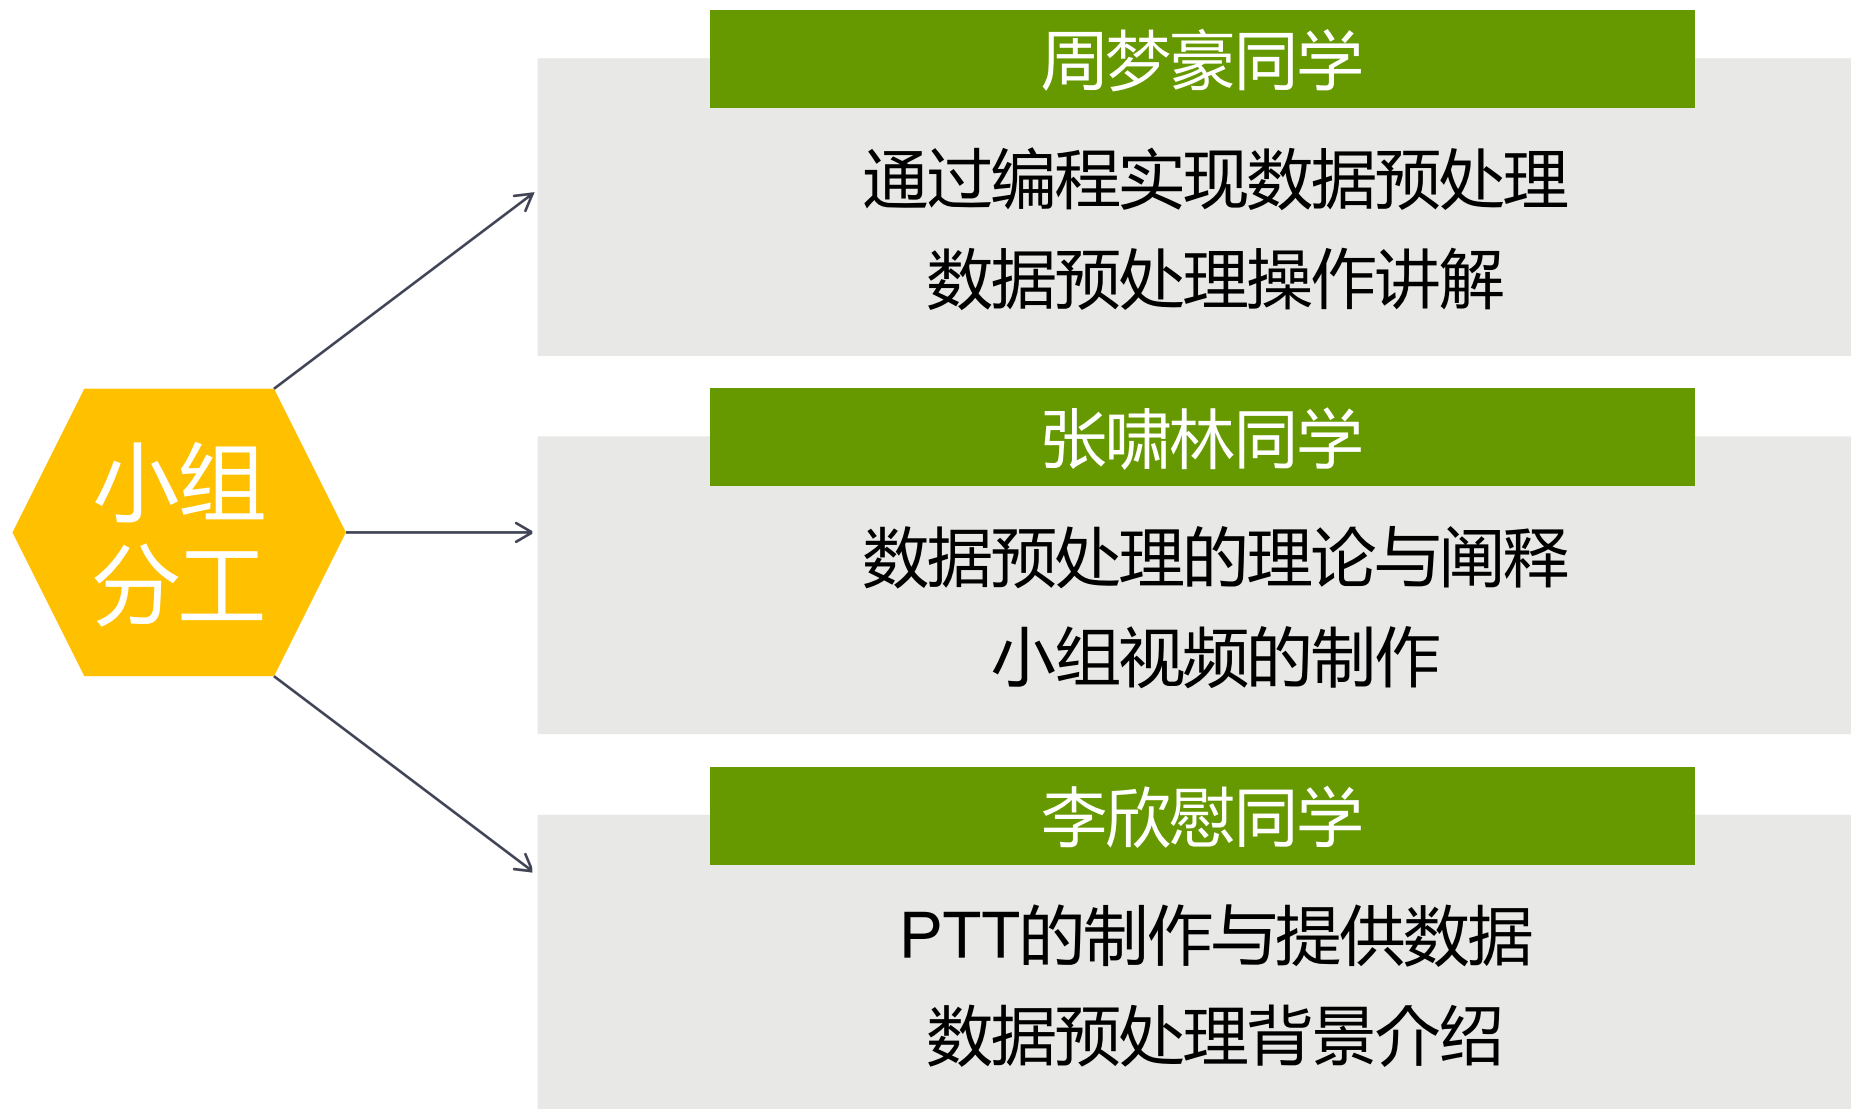 小组
分工
周梦豪同学
通过编程实现数据预处理
数据预处理操作讲解
张啸林同学
数据预处理的理论与阐释
小组视频的制作
李欣慰同学
PTT的制作与提供数据
数据预处理背景介绍